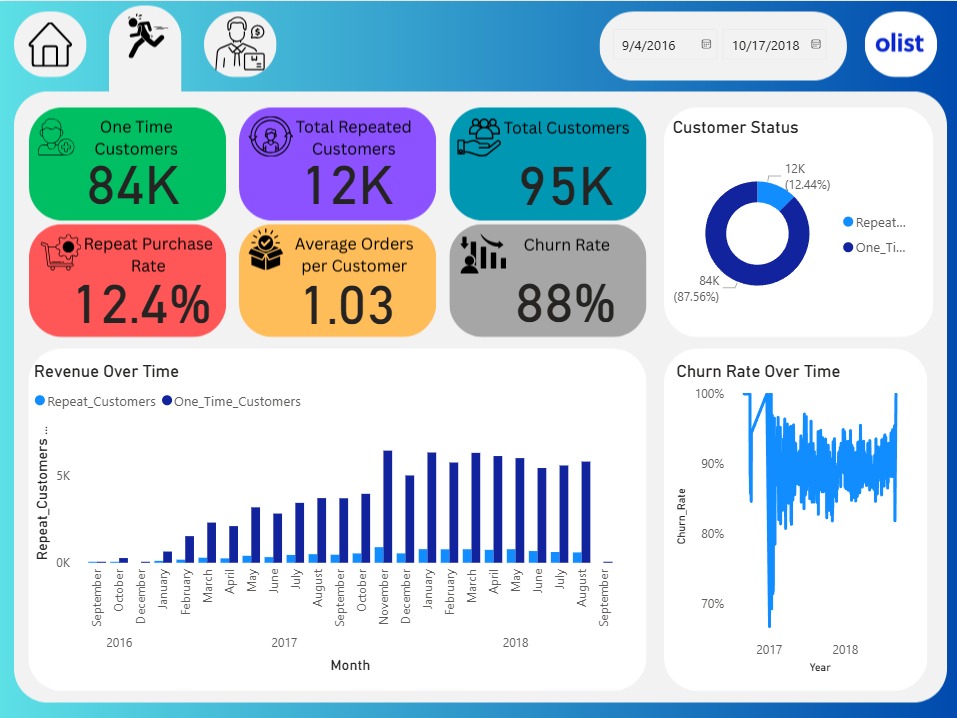 9/4/2016
10/17/2018
olist
One Time
Customers
84K
Total Repeated
Customers
12K
Total Customers
95K
Repeat Purchase
Rate
12.4%
Average Orders
per Customer
1.03
Churn Rate
88%
Customer Status
12K
(12.44%)
84K
(87.56%)
Repeat...
One_Ti...
Revenue Over Time
Repeat_Customers
One_Time_Customers
Repeat_Customers ...
5K
0K
September
October
December
January
February
March
April
May
June
July
August
September
October
November
December
January
February
March
April
May
June
July
August
September
2016
2017
2018
Month
Churn Rate Over Time
Churn_Rate
100%
90%
80%
70%
2017
2018
Year